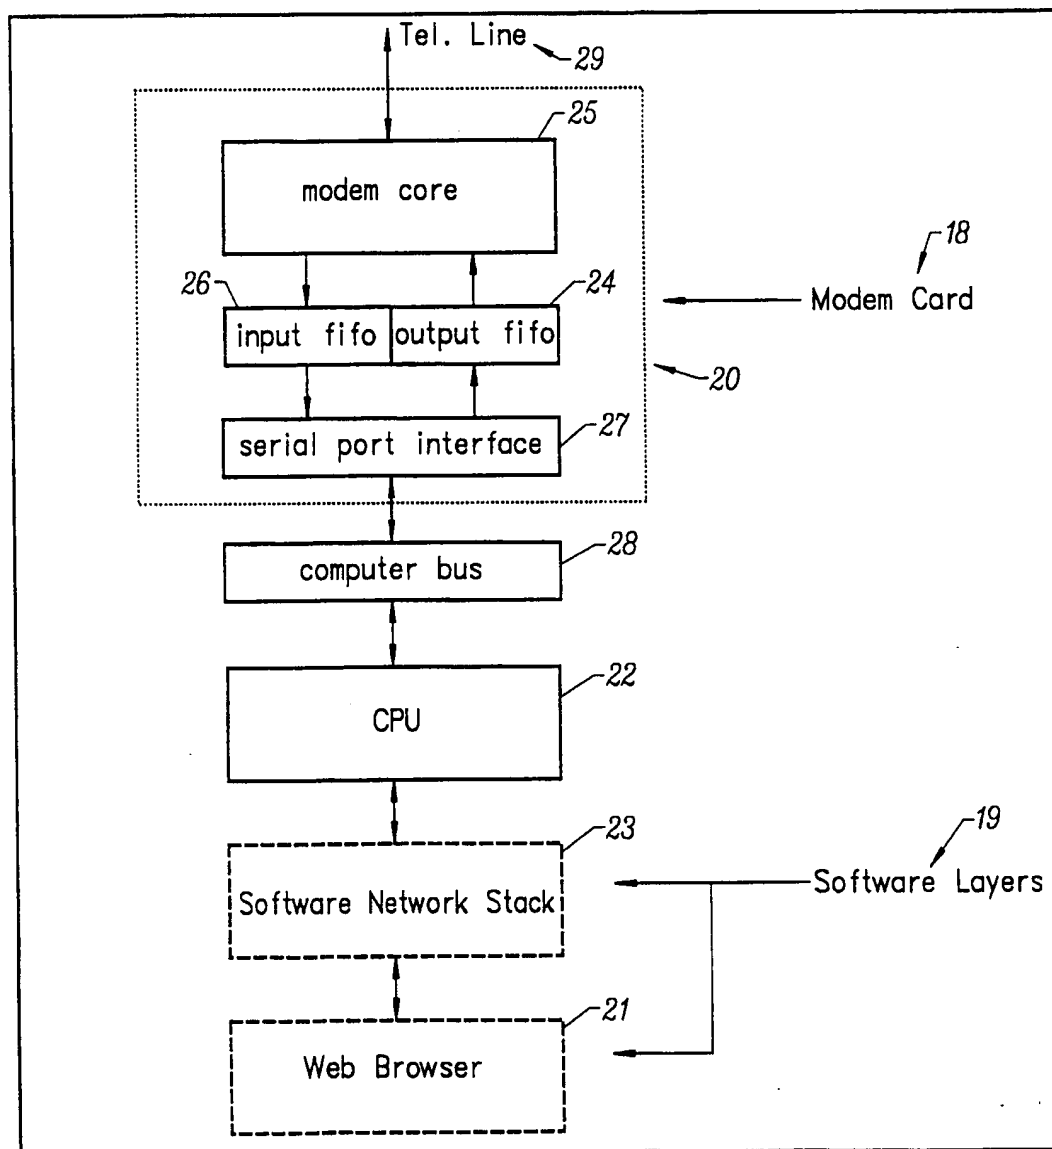 Tel. Line
29
25
modem core
18
26
24
Modem Card
input fifo
output fifo
20
27
serial port interface
28
computer bus
22
CPU
23
19
Software Layers
Software Network Stack
21
Web Browser